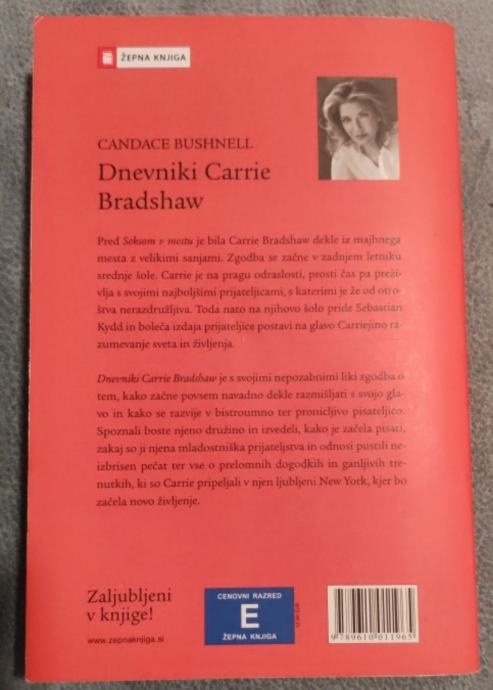 ŽEPNA KNJIGA
CANDACE BUSHNELL
Dnevniki Carrie
Bradshaw
Pred Seksom v mestu je bila Carrie Bradshaw dekle iz majhnega
mesta z velikimi sanjami. Zgodba se začne v zadnjem letniku
srednje šole. Carrie je na pragu odraslosti, prosti čas pa preži-
vlja s svojimi najboljšimi prijateljicami, s katerimi je že od otro-
štva nerazdružljiva. Toda nato na njihovo šolo pride Sebastian
Kydd in boleča izdaja prijateljice postavi na glavo Carriejino ra-
zumevanje sveta in življenja.
Dnevniki Carrie Bradshaw je s svojimi nepozabnimi liki zgodba o
tem, kako začne povsem navadno dekle razmišljati s svojo gla-
vo in kako se razvije v bistroumno ter pronicljivo pisateljico.
Spoznali boste njeno družino in izvedeli, kako je začela pisati,
zakaj so ji njena mladostniška prijateljstva in odnosi pustili ne-
izbrisen pečat ter vse o prelomnih dogodkih in ganljivih tre-
nutkih, ki so Carrie pripeljali v njen ljubljeni New York, kjer bo
začela novo življenje.
Zaljubljeni
v knjige!
www.zepnaknjiga.si
CENOVNI RAZRED
E
ŽEPNA KNJIGA
9 789610 011965